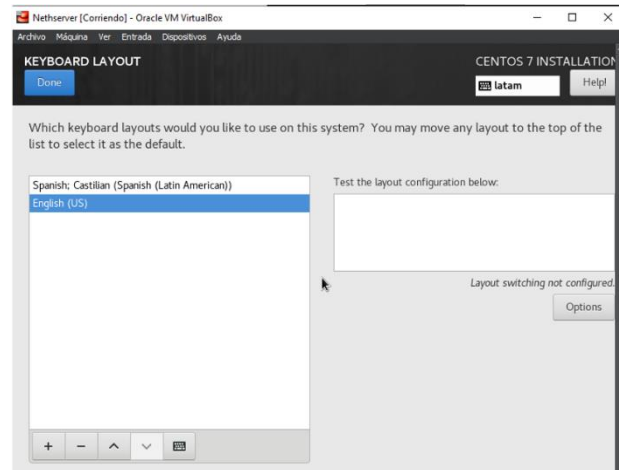 Nethserver [Corriendo] - Oracle VM VirtualBox
Archivo Máquina Ver Entrada Dispositivos Ayuda
KEYBOARD LAYOUT
CENTOS 7 INSTALLATION
Done
latam
Help!
Which keyboard layouts would you like to use on this system? You may move any layout to the top of the
list to select it as the default.
Spanish; Castilian (Spanish (Latin American))
English (US)
Test the layout configuration below:
Layout switching not configured.
Options